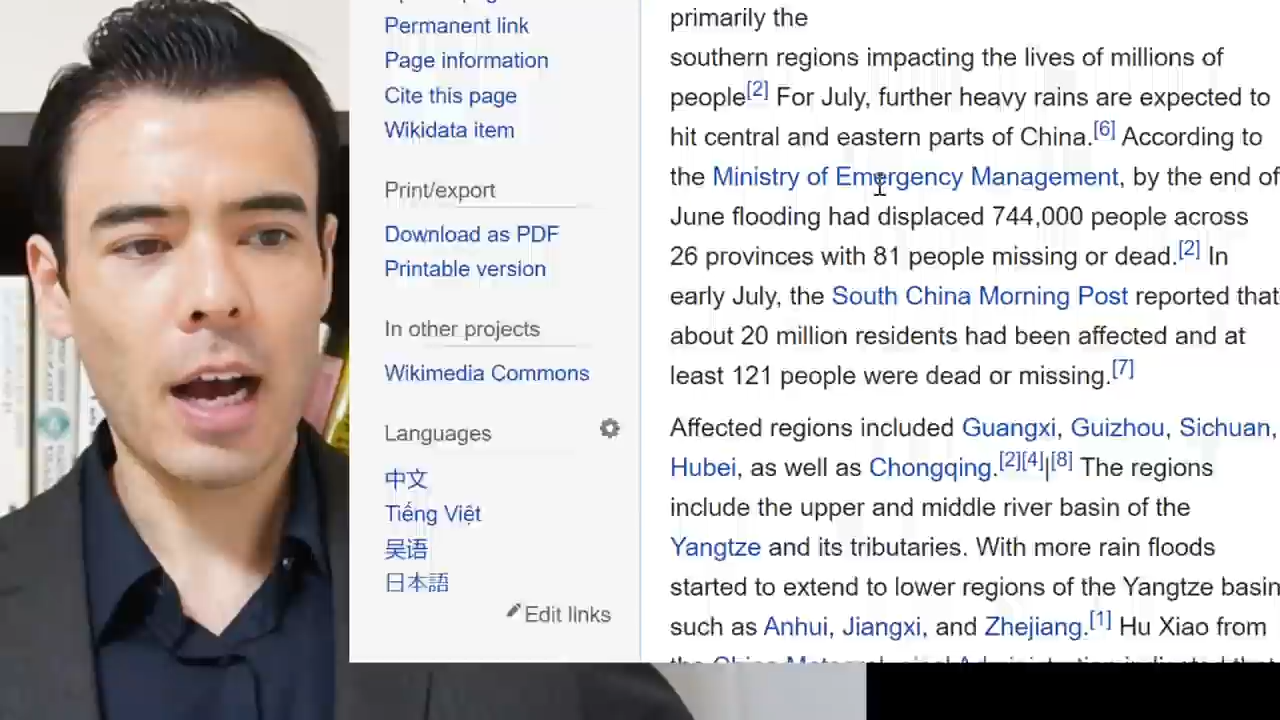 Permanent link
Page information
Cite this page
Wikidata item
Print/export
Download as PDF
Printable version
In other projects
Wikimedia Commons
Languages
中文
Tiếng Việt
吴语
日本語
Edit links
primarily the
southern regions impacting the lives of millions of
people[2] For July, further heavy rains are expected to
hit central and eastern parts of China.[6] According to
the Ministry of Emergency Management, by the end of
June flooding had displaced 744,000 people across
26 provinces with 81 people missing or dead.[2] In
early July, the South China Morning Post reported that
about 20 million residents had been affected and at
least 121 people were dead or missing.[7]
Affected regions included Guangxi, Guizhou, Sichuan,
Hubei, as well as Chongqing.[2][4]|[8] The regions
include the upper and middle river basin of the
Yangtze and its tributaries. With more rain floods
started to extend to lower regions of the Yangtze basin
such as Anhui, Jiangxi, and Zhejiang.[1] Hu Xiao from